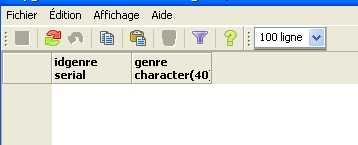 Fichier Édition Affichage Aide
100 ligne
idgenre genre
serial character(40)